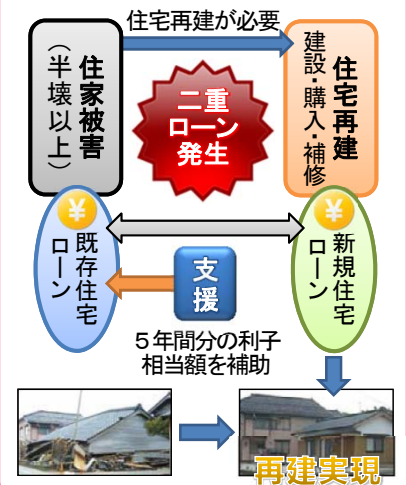 住宅再建が必要
住家被害
（半壊以上）
二重
ローン
発生
住宅再建
建設・購入・補修
¥
既存住宅
ローン
¥
新規住宅
ローン
支援
５年間分の利子
相当額を補助
再建実現